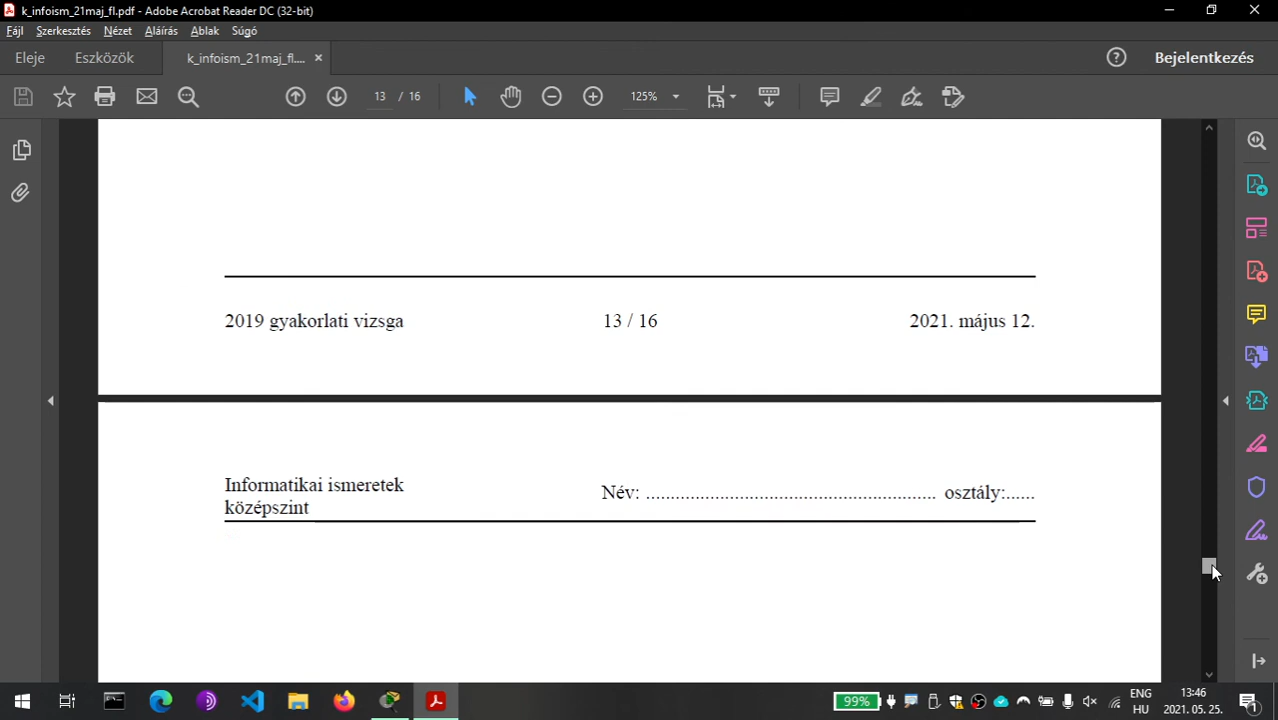 k_infoism_21maj_fl.pdf - Adobe Acrobat Reader DC (32-bit)
Fájl Szerkesztés Nézet Aláírás Ablak Súgó
Eleje Eszközök k_infoism_21maj_fl.... × Bejelentkezés
13 / 16 125%
2019 gyakorlati vizsga 13 / 16 2021. május 12.
Informatikai ismeretek
középszint
Név: .......................................................... osztály:......
99% ENG
HU
13:46
2021. 05. 25.
1